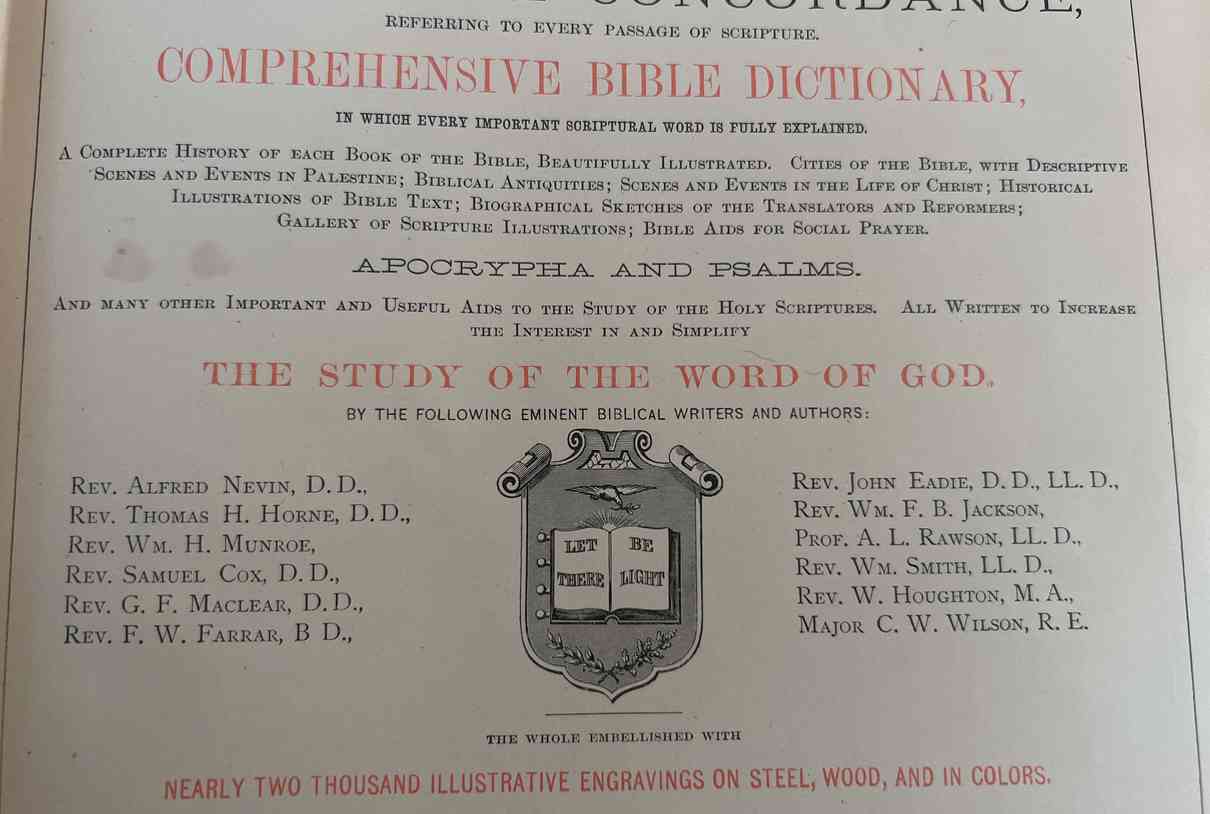 CONCORDANCE,
REFERRING TO EVERY PASSAGE OF SCRIPTURE.
COMPREHENSIVE BIBLE DICTIONARY,
IN WHICH EVERY IMPORTANT SCRIPTURAL WORD IS FULLY EXPLAINED.
A COMPLETE HISTORY OF EACH BOOK OF THE BIBLE, BEAUTIFULLY ILLUSTRATED. CITIES OF THE BIBLE, WITH DESCRIPTIVE
SCENES AND EVENTS IN PALESTINE; BIBLICAL ANTIQUITIES; SCENES AND EVENTS IN THE LIFE OF CHRIST; HISTORICAL
ILLUSTRATIONS OF BIBLE TEXT; BIOGRAPHICAL SKETCHES OF THE TRANSLATORS AND REFORMERS;
GALLERY OF SCRIPTURE ILLUSTRATIONS; BIBLE AIDS FOR SOCIAL PRAYER.
APOCRYPHA AND PSALMS.
AND MANY OTHER IMPORTANT AND USEFUL AIDS TO THE STUDY OF THE HOLY SCRIPTURES. ALL WRITTEN TO INCREASE
THE INTEREST IN AND SIMPLIFY
THE STUDY OF THE WORD OF GOD.
BY THE FOLLOWING EMINENT BIBLICAL WRITERS AND AUTHORS:
REV. ALFRED NEVIN, D. D.,
REV. THOMAS H. HORNE, D. D.,
REV. WM. H. MUNROE,
REV. SAMUEL COX, D. D.,
REV. G. F. MACLEAR, D. D.,
REV. F. W. FARRAR, B D.,
LET BE
THERE LIGHT
REV. JOHN EADIE, D. D., LL. D.,
REV. WM. F. B. JACKSON,
PROF. A. L. RAWSON, LL. D.,
REV. WM. SMITH, LL. D.,
REV. W. HOUGHTON, M. A.,
MAJOR C. W. WILSON, R. E.
THE WHOLE EMBELLISHED WITH
NEARLY TWO THOUSAND ILLUSTRATIVE ENGRAVINGS ON STEEL, WOOD, AND IN COLORS.